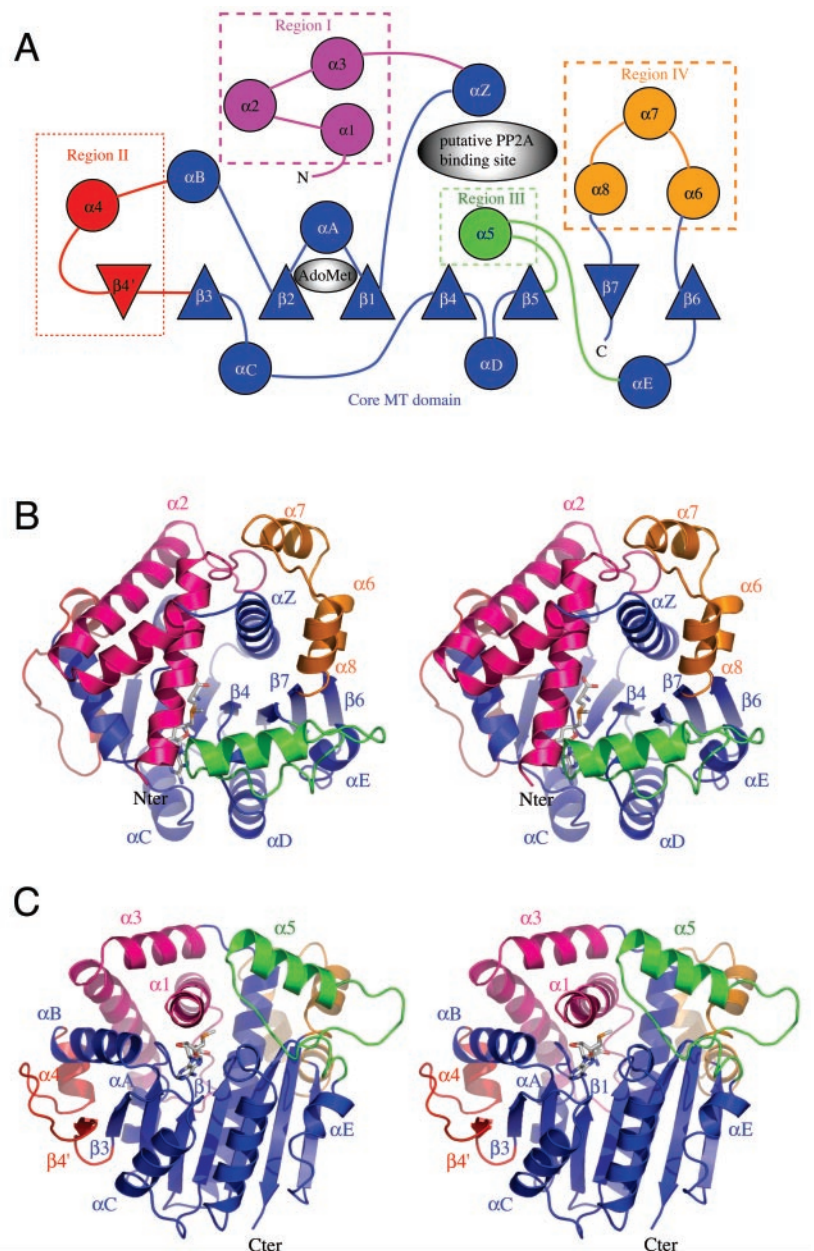 A
Region I
α3
α2
α1
N
αZ
putative PP2A
binding site
Region IV
α7
α8
α6
Region II
α4
αB
αA
AdoMet
Region III
α5
β4'
β3
β2
β1
β4
β5
β7
β6
C
αC
αD
αE
Core MT domain
B
α2
α7
α6
αZ
α8
β7
β4
β6
αE
Nter
αC
αD
α2
α7
α6
αZ
α8
β7
β4
β6
αE
Nter
αC
αD
C
α3
α5
α1
αB
α4
αA
β1
β3
αE
β4'
αC
Cter
α3
α5
α1
αB
α4
αA
β1
β3
αE
β4'
αC
Cter